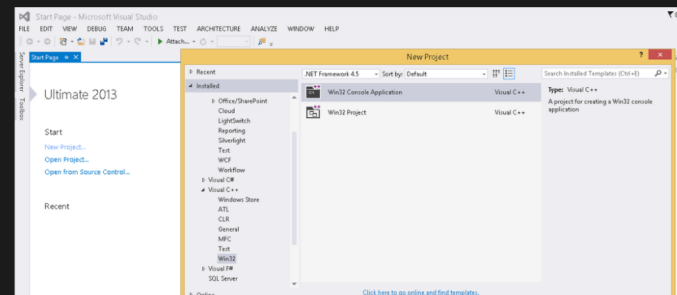 Start Page - Microsoft Visual Studio
FILE EDIT VIEW DEBUG TEAM TOOLS TEST ARCHITECTURE ANALYZE WINDOW HELP
Attach...
Server Explorer
Toolbox
Start Page
Ultimate 2013
Start
New Project...
Open Project...
Open from Source Control...
Recent
New Project
? ×
Recent
Installed
Office/SharePoint
Cloud
LightSwitch
Reporting
Silverlight
Test
WCF
Workflow
Visual C#
Visual C++
Windows Store
ATL
CLR
General
MFC
Test
Win32
Visual F#
SQL Server
Online
.NET Framework 4.5 Sort by: Default
Win32 Console Application Visual C++
Win32 Project Visual C++
Click here to go online and find templates.
Search Installed Templates (Ctrl+E)
Type: Visual C++
A project for creating a Win32 console
application